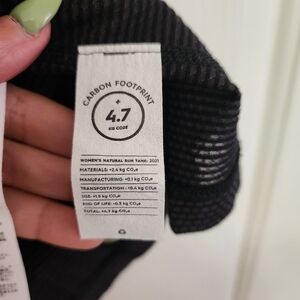 CARBON FOOTPRINT
+
4.7
KG CO2E
WOMEN'S NATURAL RUN TANK: 2021
MATERIALS: +2.4 KG CO₂e
MANUFACTURING: +0.1 KG CO₂e
TRANSPORTATION: +0.4 KG CO₂e
USE: +1.5 KG CO₂e
END OF LIFE: +0.3 KG CO₂e
TOTAL: +4.7 KG CO₂e